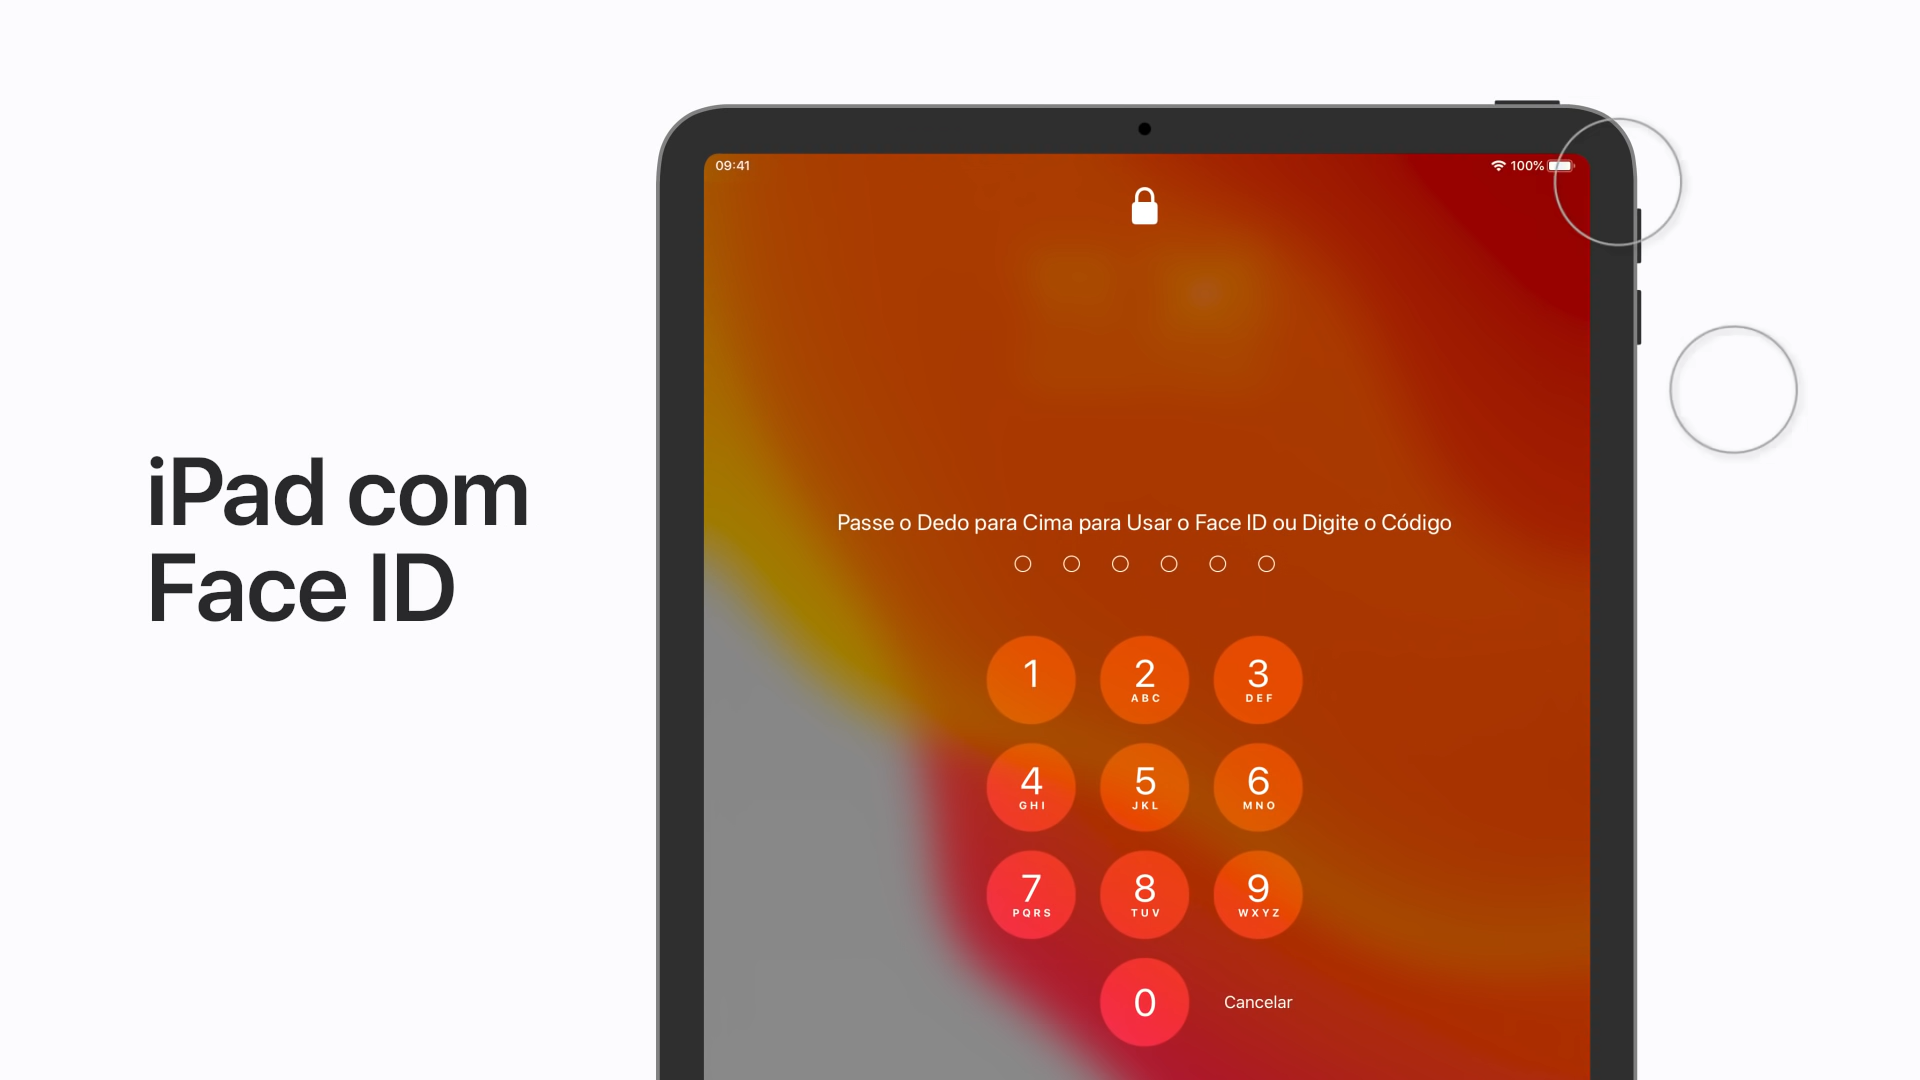 iPad com
Face ID
09:41
100%
Passe o Dedo para Cima para Usar o Face ID ou Digite o Código
1
2
ABC
3
DEF
4
GHI
5
JKL
6
MNO
7
PQRS
8
TUV
9
WXYZ
0
Cancelar